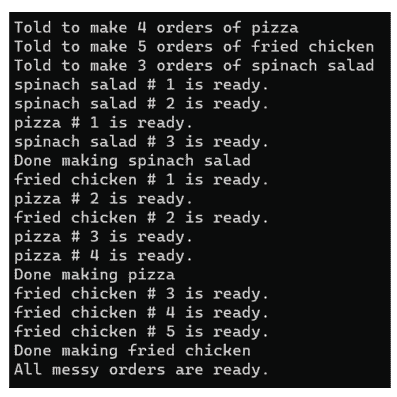 Told to make 4 orders of pizza
Told to make 5 orders of fried chicken
Told to make 3 orders of spinach salad
spinach salad # 1 is ready.
spinach salad # 2 is ready.
pizza # 1 is ready.
spinach salad # 3 is ready.
Done making spinach salad
fried chicken # 1 is ready.
pizza # 2 is ready.
fried chicken # 2 is ready.
pizza # 3 is ready.
pizza # 4 is ready.
Done making pizza
fried chicken # 3 is ready.
fried chicken # 4 is ready.
fried chicken # 5 is ready.
Done making fried chicken
All messy orders are ready.